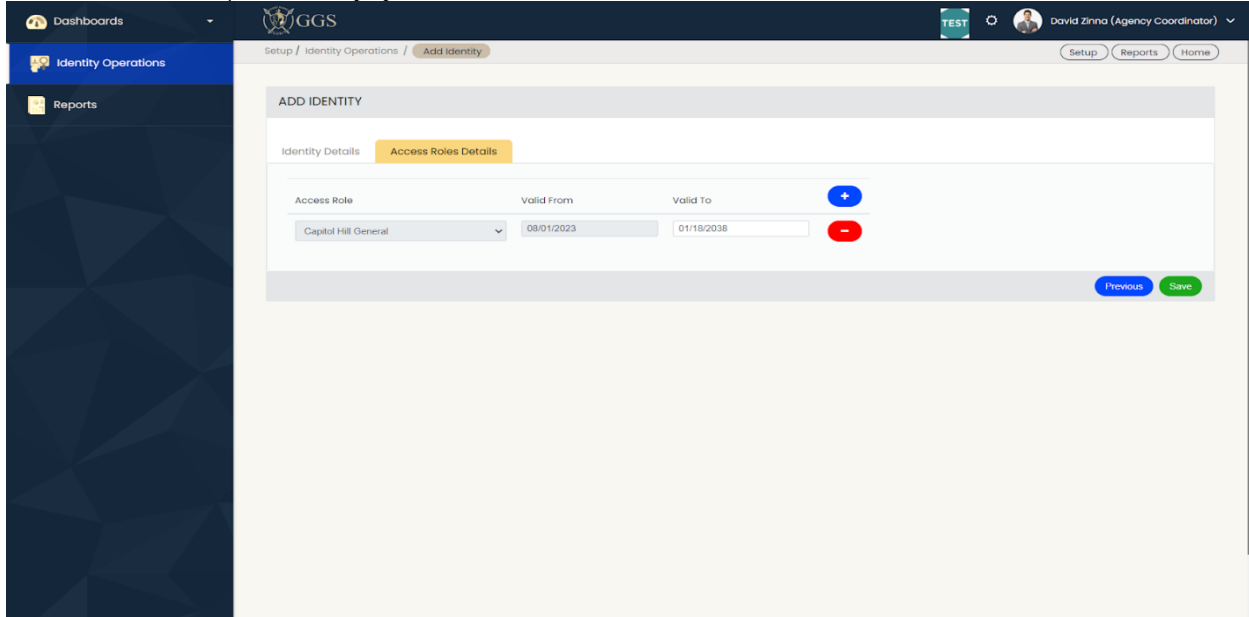 Dashboards
GGS
TEST
David Zinna (Agency Coordinator)
Setup / Identity Operations / Add Identity
Setup Reports Home
Identity Operations
Reports
ADD IDENTITY
Identity Details Access Roles Details
Access Role Valid From Valid To +
Capitol Hill General 08/01/2023 01/18/2038 -
Previous Save